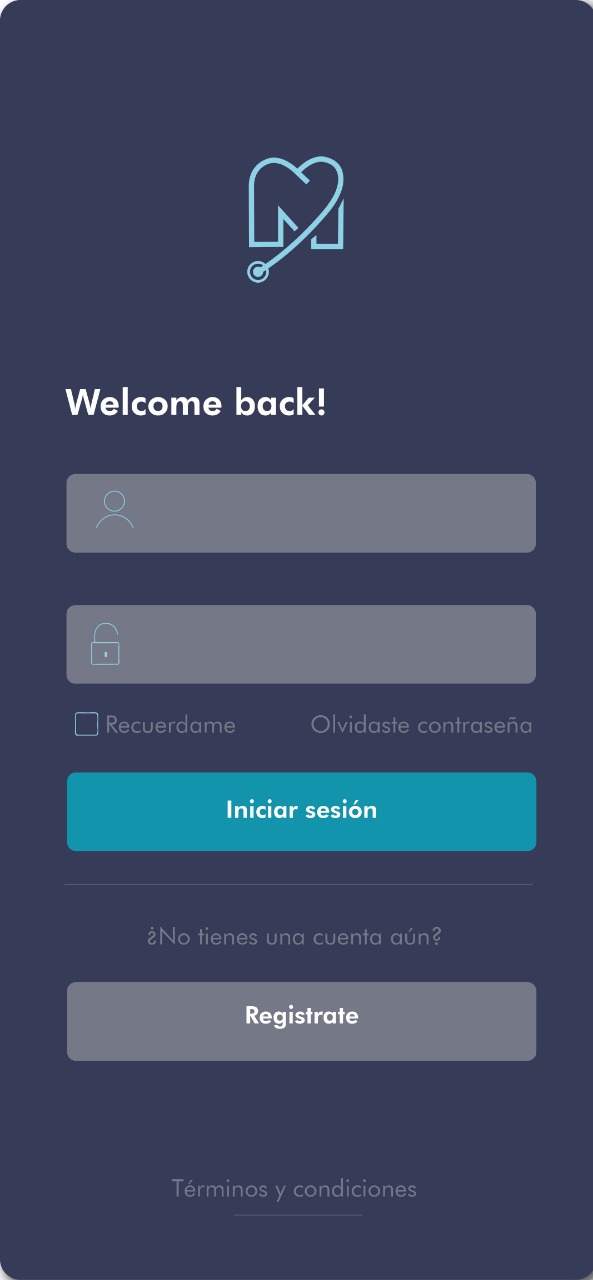 Welcome back!
Recuerdame
Olvidaste contraseña
Iniciar sesión
¿No tienes una cuenta aún?
Registrate
Términos y condiciones